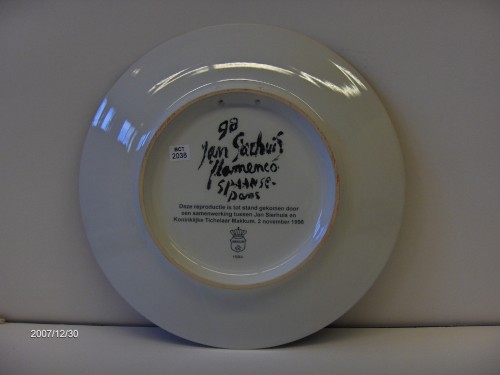 98
Jan Sierhuis
flamenco
SPAANSE-
DANS
BCT
2038
Deze reproductie is tot stand gekomen door
een samenwerking tussen Jan Sierhuis en
Koninklijke Tichelaar Makkum. 2 november 1998
2007/12/30